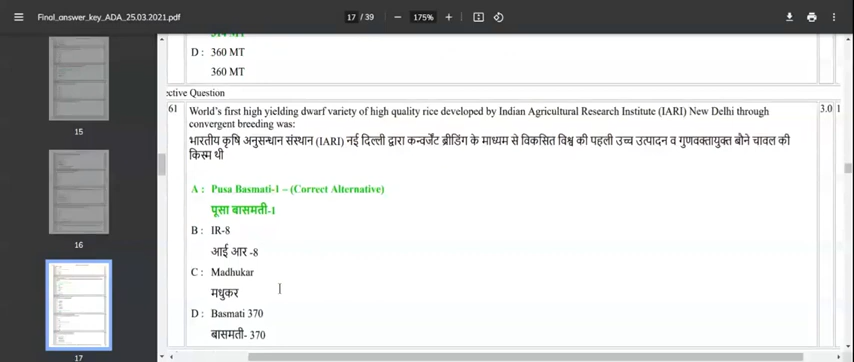 Final_answer_key_ADA_25.03.2021.pdf
17 / 39
175%
15
16
17
D : 360 MT
360 MT
ective Question
61 World's first high yielding dwarf variety of high quality rice developed by Indian Agricultural Research Institute (IARI) New Delhi through 3.0 1
convergent breeding was:
भारतीय कृषि अनुसन्धान संस्थान (IARI) नई दिल्ली द्वारा कन्वर्जेंट ब्रीडिंग के माध्यम से विकसित विश्व की पहली उच्च उत्पादन व गुणवक्तायुक्त बौने चावल की
किस्म थी
A : Pusa Basmati-1 – (Correct Alternative)
पूसा बासमती-1
B : IR-8
आई आर -8
C : Madhukar
मधुकर
D : Basmati 370
बासमती- 370